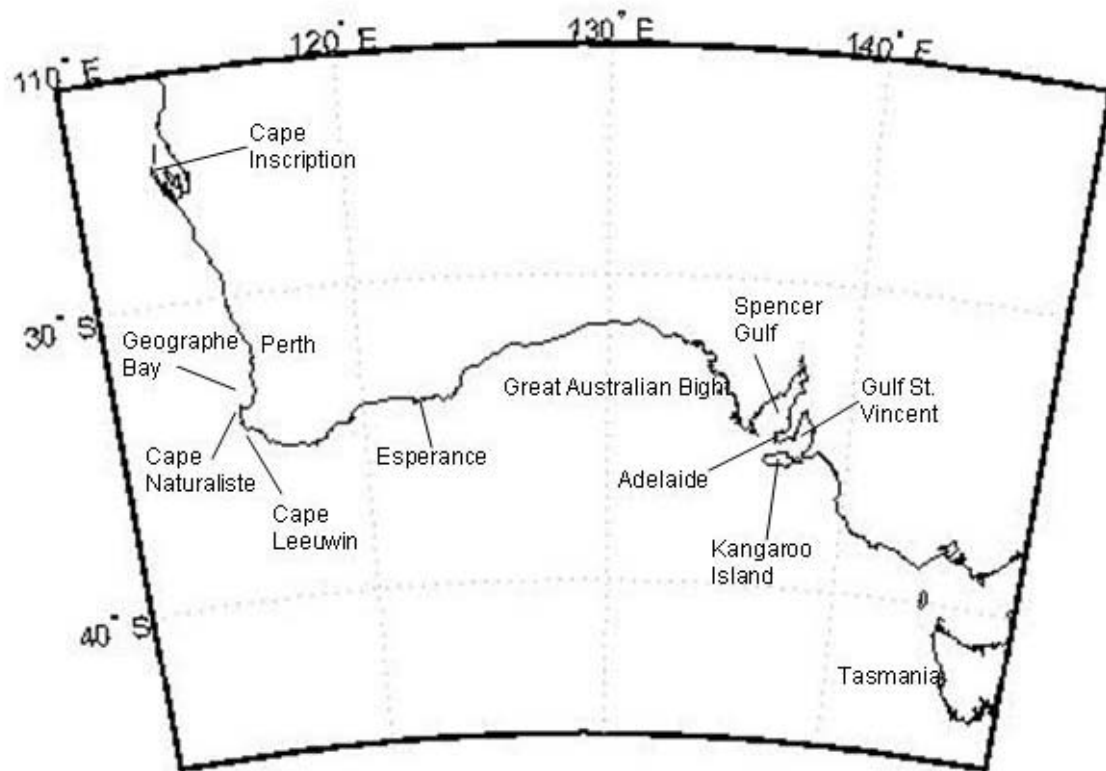 110° E
120° E
130° E
140° E
Cape
Inscription
30° S
Geographe
Bay
Perth
Spencer
Gulf
Great Australian Bight
Gulf St.
Vincent
Esperance
Cape
Naturaliste
Adelaide
Cape
Leeuwin
Kangaroo
Island
40° S
Tasmania